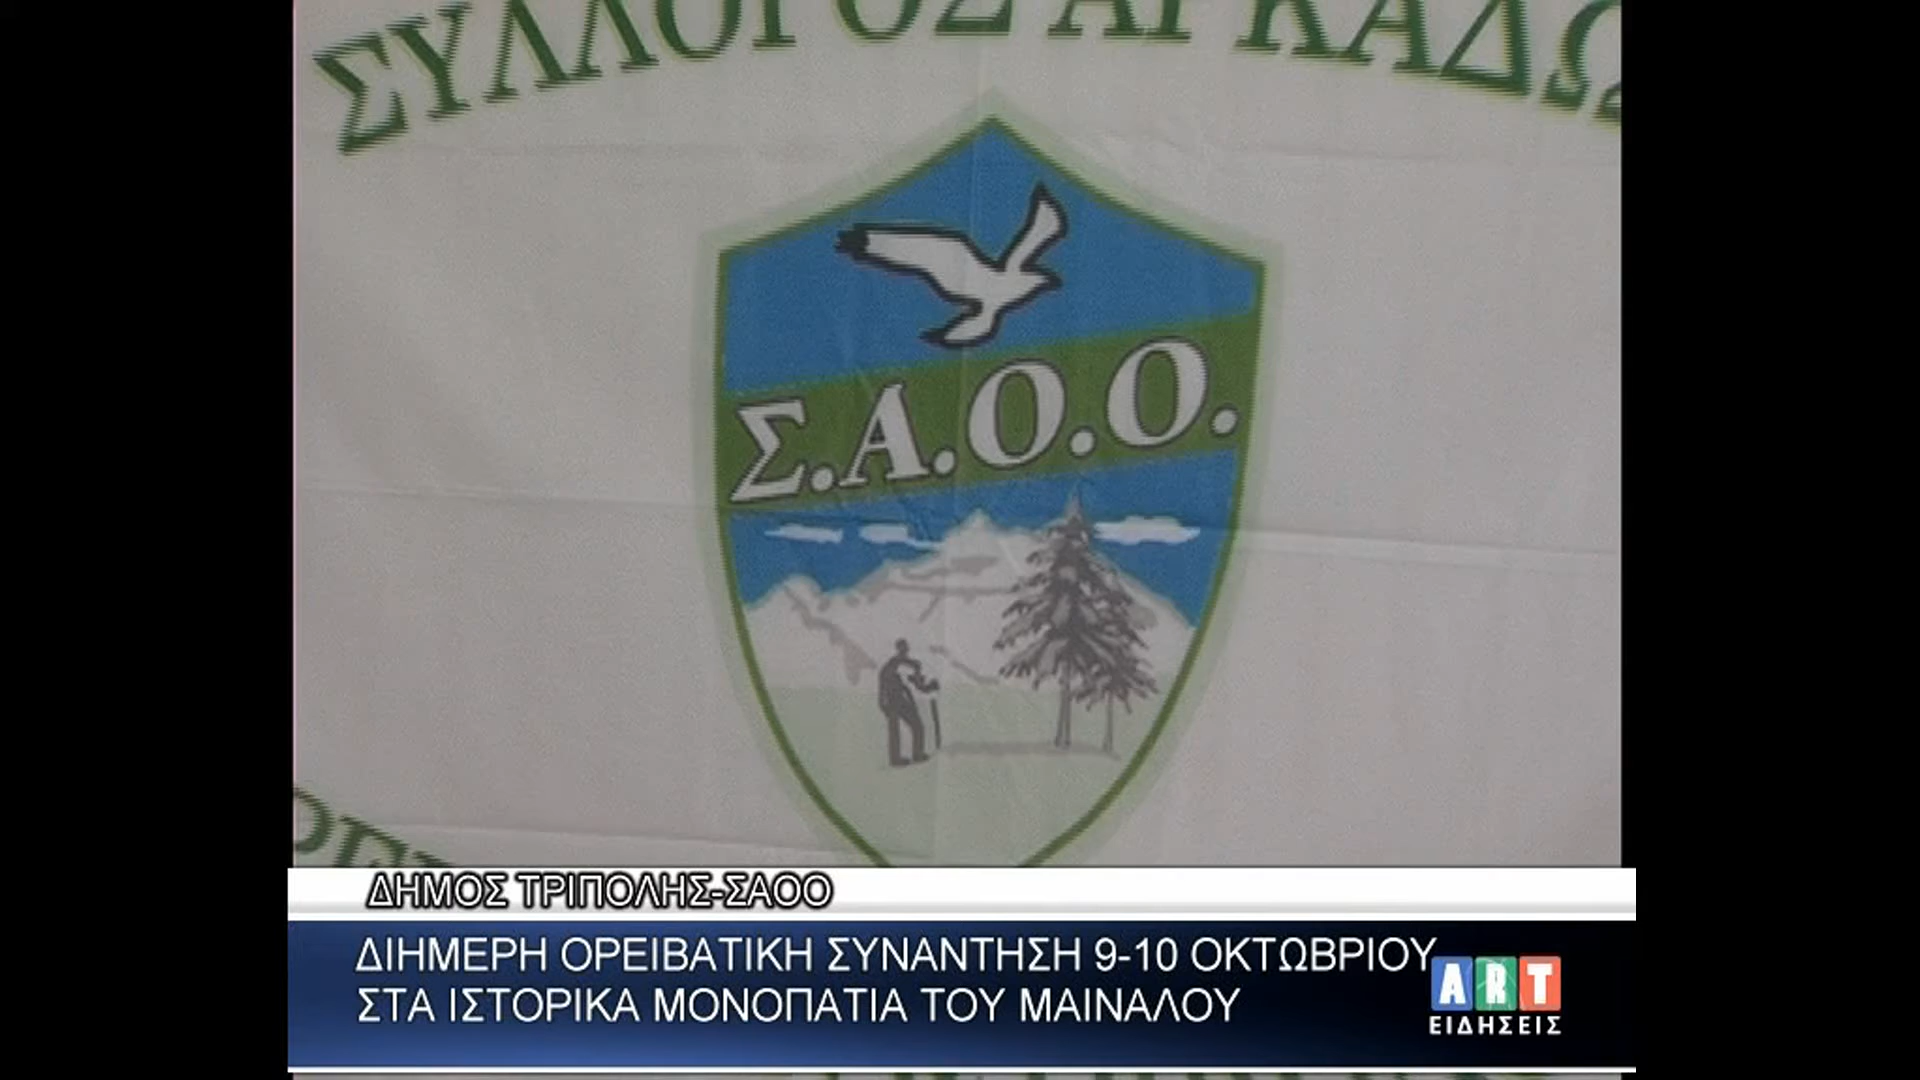 ΣΥΛΛΟΓΟΣ ΑΡΚΑΔΩ
Σ.Α.Ο.Ο.
ΔΗΜΟΣ ΤΡΙΠΟΛΗΣ-ΣΑΟΟ
ΔΙΗΜΕΡΗ ΟΡΕΙΒΑΤΙΚΗ ΣΥΝΑΝΤΗΣΗ 9-10 ΟΚΤΩΒΡΙΟΥ
ΣΤΑ ΙΣΤΟΡΙΚΑ ΜΟΝΟΠΑΤΙΑ ΤΟΥ ΜΑΙΝΑΛΟΥ
ART
ΕΙΔΗΣΕΙΣ